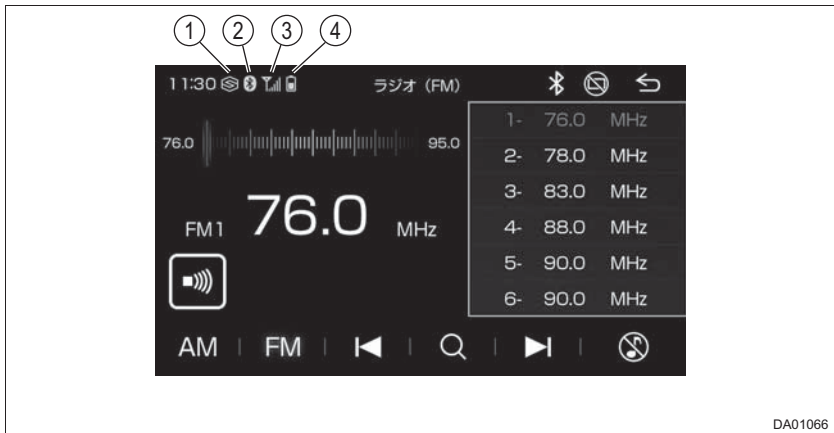 1 2 3 4
11:30 ラジオ (FM)
76.0 95.0
FM1 76.0 MHz
1- 76.0 MHz
2- 78.0 MHz
3- 83.0 MHz
4- 88.0 MHz
5- 90.0 MHz
6- 90.0 MHz
AM FM
DA01066